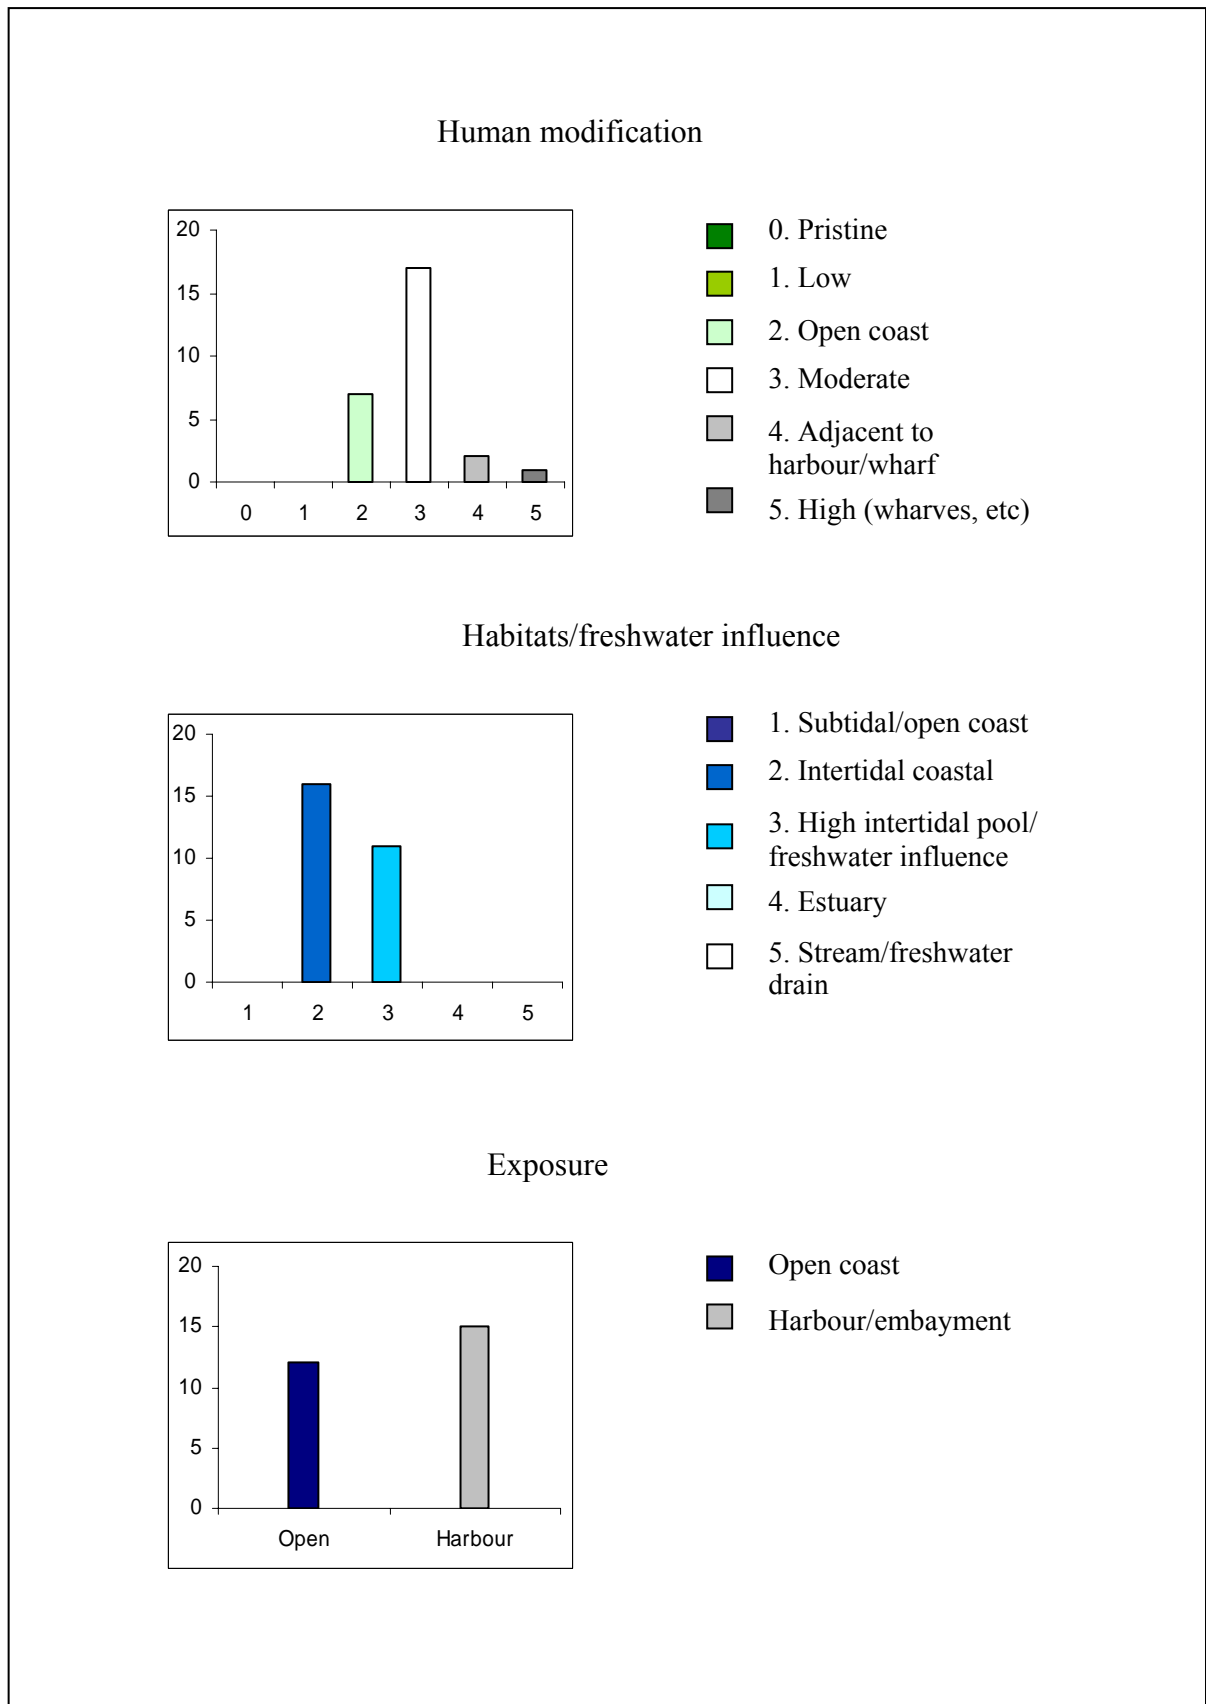 Human modification
20
15
10
5
0
0 1 2 3 4 5
0. Pristine
1. Low
2. Open coast
3. Moderate
4. Adjacent to
harbour/wharf
5. High (wharves, etc)
Habitats/freshwater influence
20
15
10
5
0
1 2 3 4 5
1. Subtidal/open coast
2. Intertidal coastal
3. High intertidal pool/
freshwater influence
4. Estuary
5. Stream/freshwater
drain
Exposure
20
15
10
5
0
Open Harbour
Open coast
Harbour/embayment